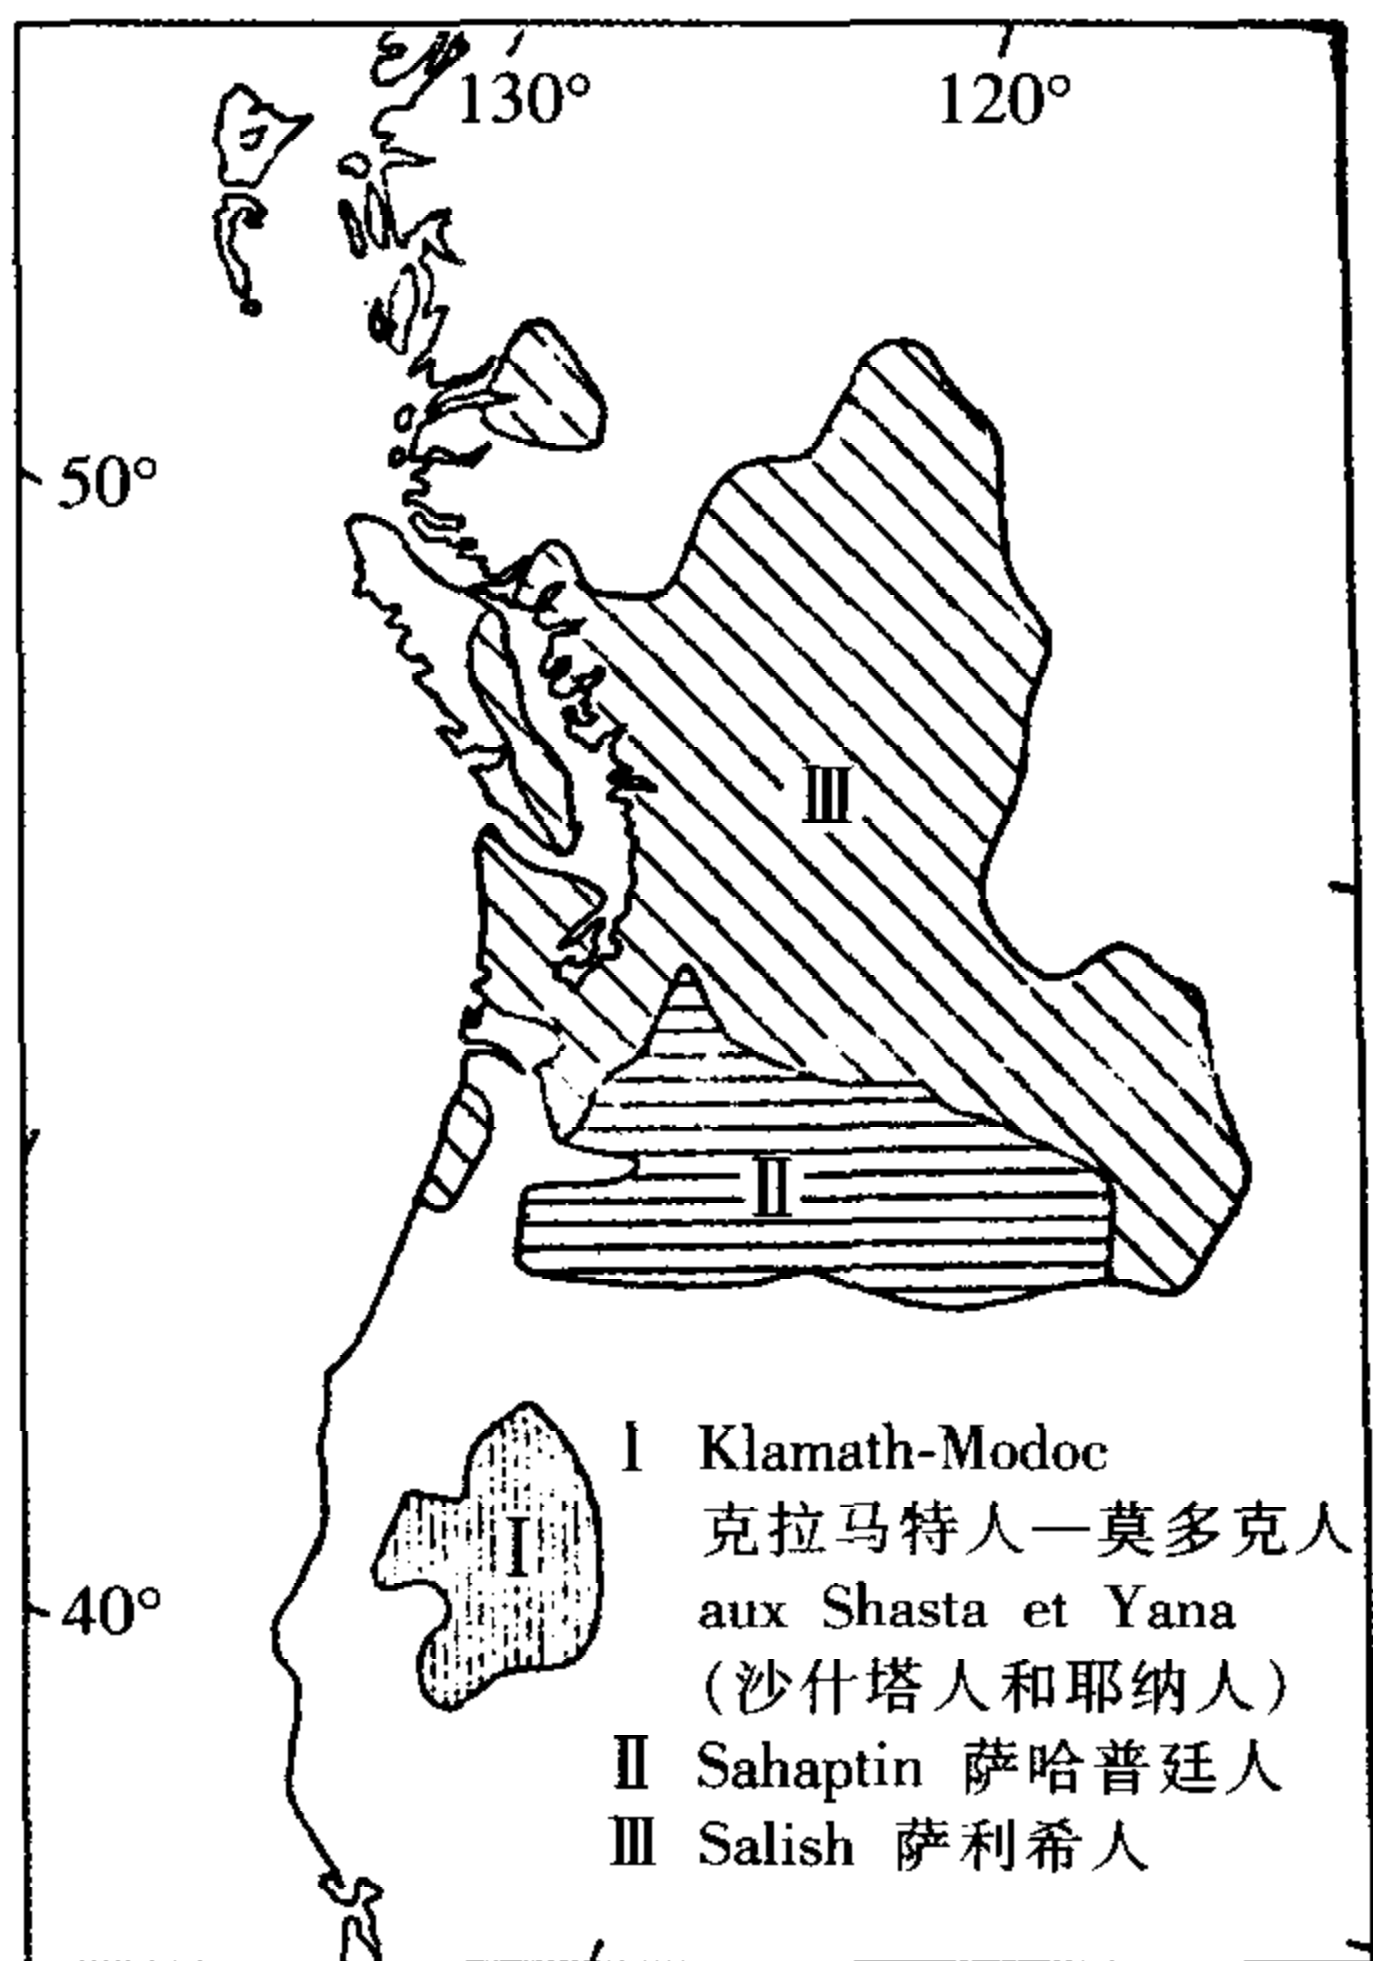 130° 120°
50°
Ⅲ
Ⅱ
Ⅰ Klamath-Modoc
克拉马特人—莫多克人
Ⅰ
aux Shasta et Yana
40°
(沙什塔人和耶纳人)
Ⅱ Sahaptin 萨哈普廷人
Ⅲ Salish 萨利希人